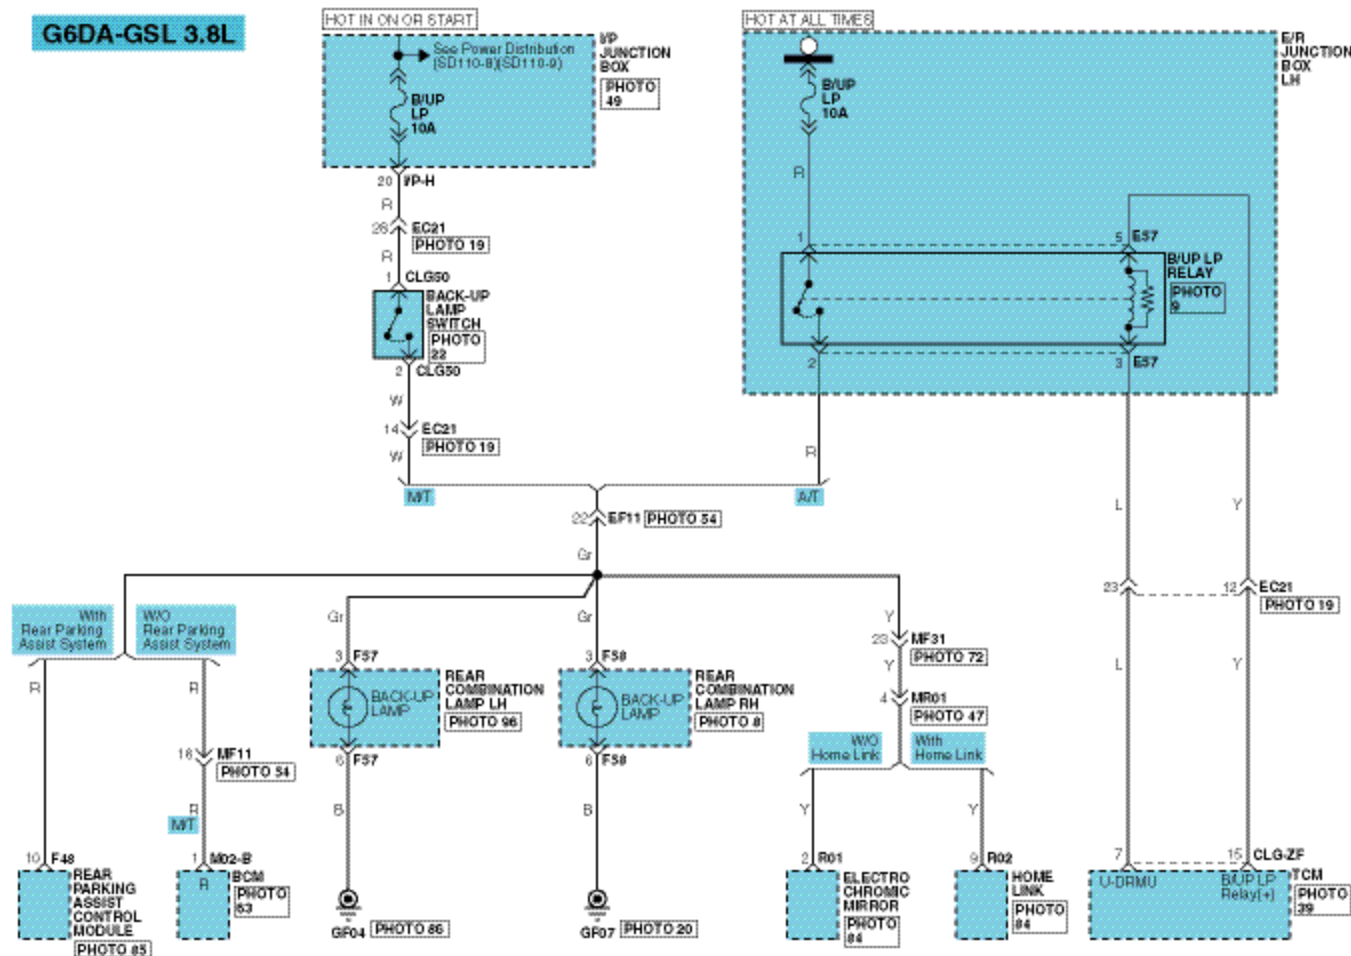 G6DA-GSL 3.8L
HOT IN ON OR START
See Power Distribution
(SD110-8)(SD110-9)
B/UP
LP
10A
I/P
JUNCTION
BOX
PHOTO
49
20 I/P-H
R
26 EC21
PHOTO 19
R
1 CLG50
BACK-UP
LAMP
SWITCH
PHOTO
22
2 CLG50
W
14 EC21
PHOTO 19
W
M/T
HOT AT ALL TIMES
B/UP
LP
10A
E/R
JUNCTION
BOX
LH
R
1
5 E57
B/UP LP
RELAY
PHOTO
9
2
3 E57
R
A/T
L
Y
23
12 EC21
PHOTO 19
L
Y
22 EF11 PHOTO 54
Gr
With
Rear Parking
Assist System
W/O
Rear Parking
Assist System
R
R
16 MF11
PHOTO 54
R
M/T
10 F48
REAR
PARKING
ASSIST
CONTROL
MODULE
PHOTO 85
1 M02-B
R
BCM
PHOTO
63
Gr
3 F57
BACK-UP
LAMP
REAR
COMBINATION
LAMP LH
PHOTO 96
6 F57
B
GF04 PHOTO 86
Gr
3 F58
BACK-UP
LAMP
REAR
COMBINATION
LAMP RH
PHOTO 8
6 F58
B
GF07 PHOTO 20
Y
23 MF31
PHOTO 72
Y
4 MR01
PHOTO 47
W/O
Home Link
With
Home Link
Y
Y
2 R01
ELECTRO
CHROMIC
MIRROR
PHOTO
84
9 R02
HOME
LINK
PHOTO
84
7
15 CLG-ZF
U-DRMU
B/UP LP
Relay(+)
TCM
PHOTO
39